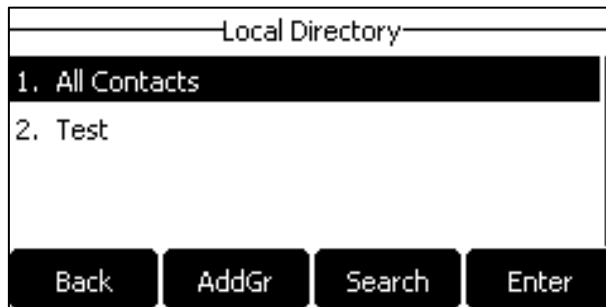 Local Directory
1. All Contacts
2. Test
Back AddGr Search Enter